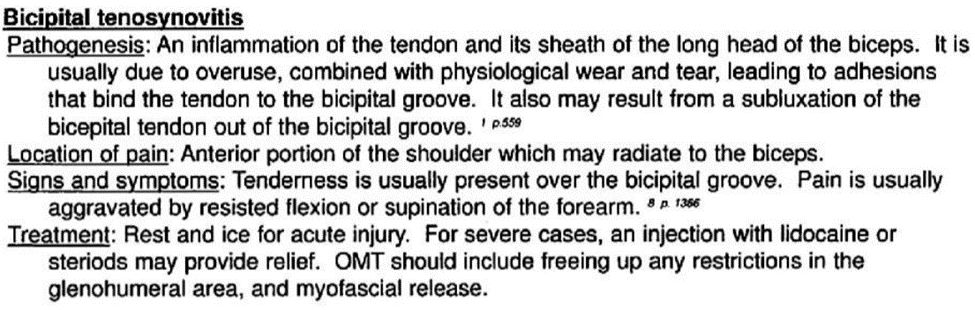 Bicipital tenosynovitis
Pathogenesis: An inflammation of the tendon and its sheath of the long head of the biceps. It is
usually due to overuse, combined with physiological wear and tear, leading to adhesions
that bind the tendon to the bicipital groove. It also may result from a subluxation of the
bicepital tendon out of the bicipital groove. 1 p.559
Location of pain: Anterior portion of the shoulder which may radiate to the biceps.
Signs and symptoms: Tenderness is usually present over the bicipital groove. Pain is usually
aggravated by resisted flexion or supination of the forearm. 8 p. 1366
Treatment: Rest and ice for acute injury. For severe cases, an injection with lidocaine or
steriods may provide relief. OMT should include freeing up any restrictions in the
glenohumeral area, and myofascial release.